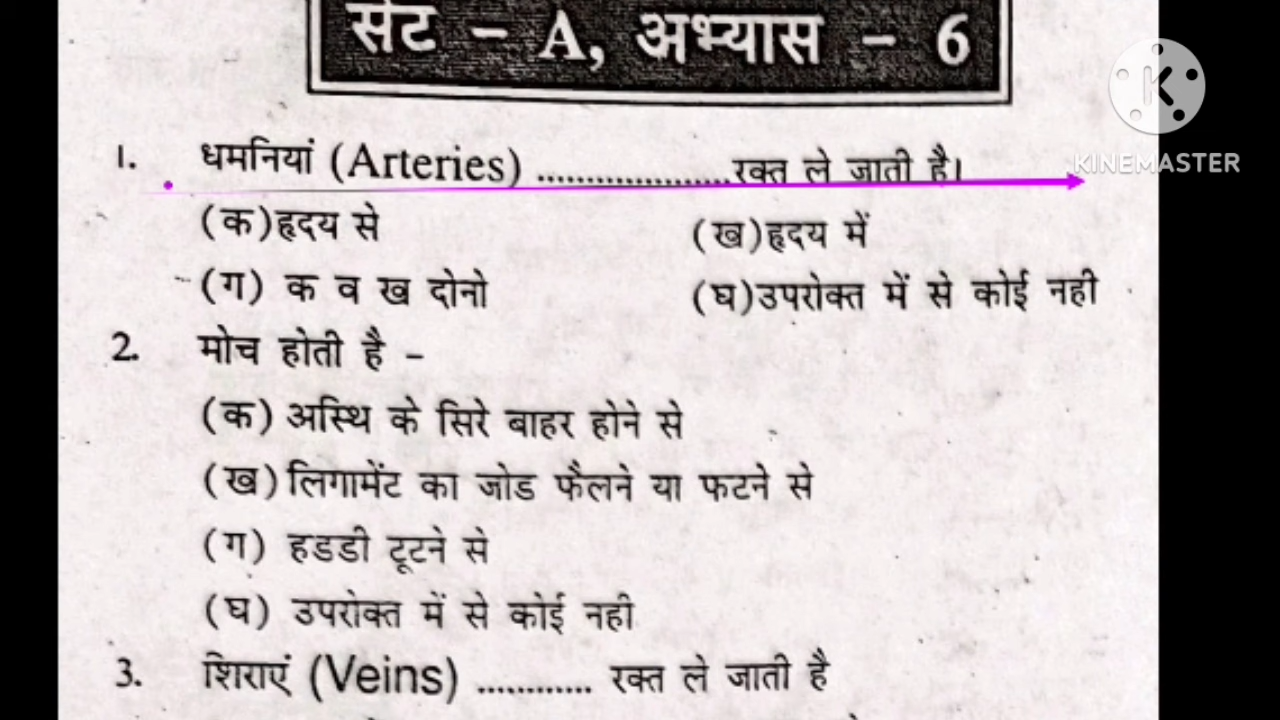 सेट - A, अभ्यास - 6
KINEMASTER
1. धमनियां (Arteries) ....................रक्त ले जाती है।
(क)हृदय से (ख)हृदय में
(ग) क व ख दोनो (घ)उपरोक्त में से कोई नही
2. मोच होती है -
(क) अस्थि के सिरे बाहर होने से
(ख) लिगामेंट का जोड फैलने या फटने से
(ग) हडडी टूटने से
(घ) उपरोक्त में से कोई नही
3. शिराएं (Veins) ............ रक्त ले जाती है